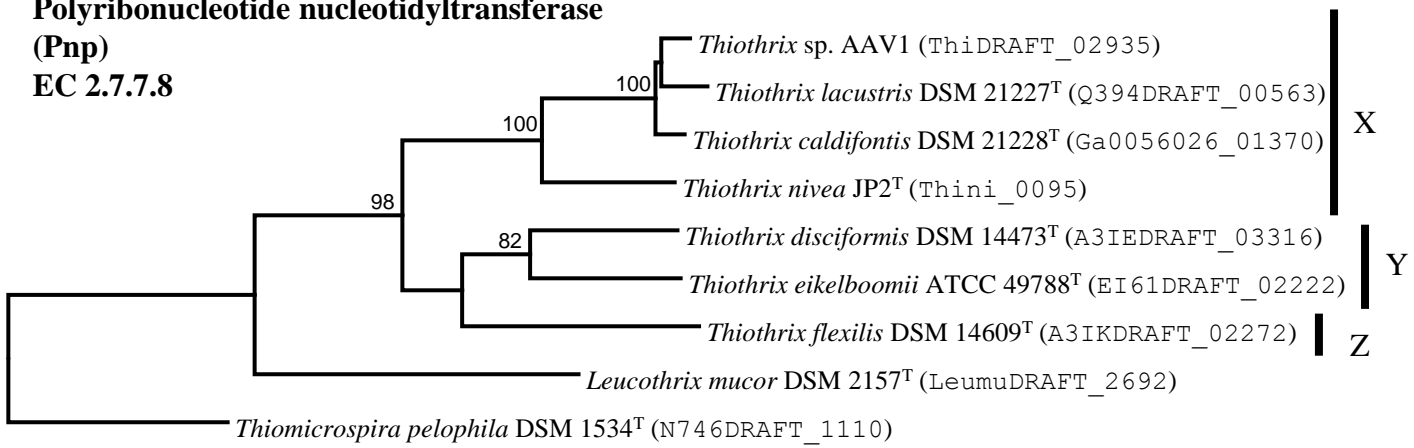 Polyribonucleotide nucleotidyltransferase
(Pnp)
EC 2.7.7.8
Thiothrix sp. AAV1 (ThiDRAFT_02935)
100
Thiothrix lacustris DSM 21227ᵀ (Q394DRAFT_00563)
X
100
Thiothrix caldifontis DSM 21228ᵀ (Ga0056026_01370)
Thiothrix nivea JP2ᵀ (Thini_0095)
98
Thiothrix disciformis DSM 14473ᵀ (A3IEDRAFT_03316)
82
Y
Thiothrix eikelboomii ATCC 49788ᵀ (EI61DRAFT_02222)
Thiothrix flexilis DSM 14609ᵀ (A3IKDRAFT_02272)
Z
Leucothrix mucor DSM 2157ᵀ (LeumuDRAFT_2692)
Thiomicrospira pelophila DSM 1534ᵀ (N746DRAFT_1110)